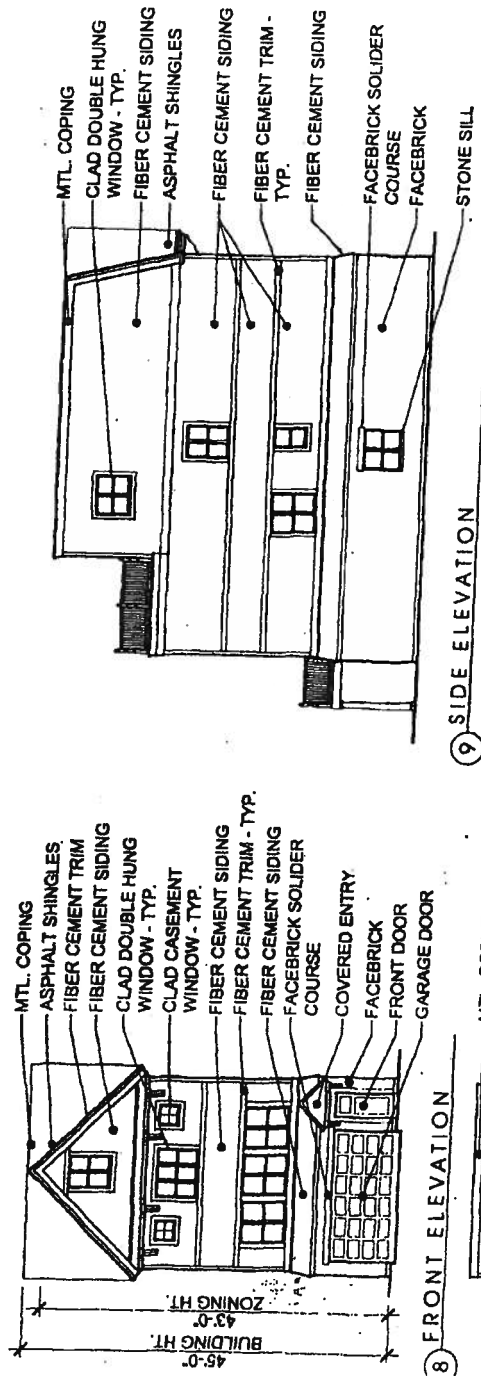 MTL. COPING
ASPHALT SHINGLES
FIBER CEMENT TRIM
FIBER CEMENT SIDING
CLAD DOUBLE HUNG
WINDOW - TYP.
CLAD CASEMENT
WINDOW - TYP.
FIBER CEMENT SIDING
FIBER CEMENT TRIM - TYP.
FIBER CEMENT SIDING
FACEBRICK SOLIDER
COURSE
COVERED ENTRY
FACEBRICK
FRONT DOOR
GARAGE DOOR
45'-0"
BUILDING HT.
43'-0"
ZONING HT.
8 FRONT ELEVATION
MTL. COPING
CLAD DOUBLE HUNG
WINDOW - TYP.
FIBER CEMENT SIDING
ASPHALT SHINGLES
FIBER CEMENT SIDING
FIBER CEMENT TRIM -
TYP.
FIBER CEMENT SIDING
FACEBRICK SOLIDER
COURSE
FACEBRICK
STONE SILL
9 SIDE ELEVATION